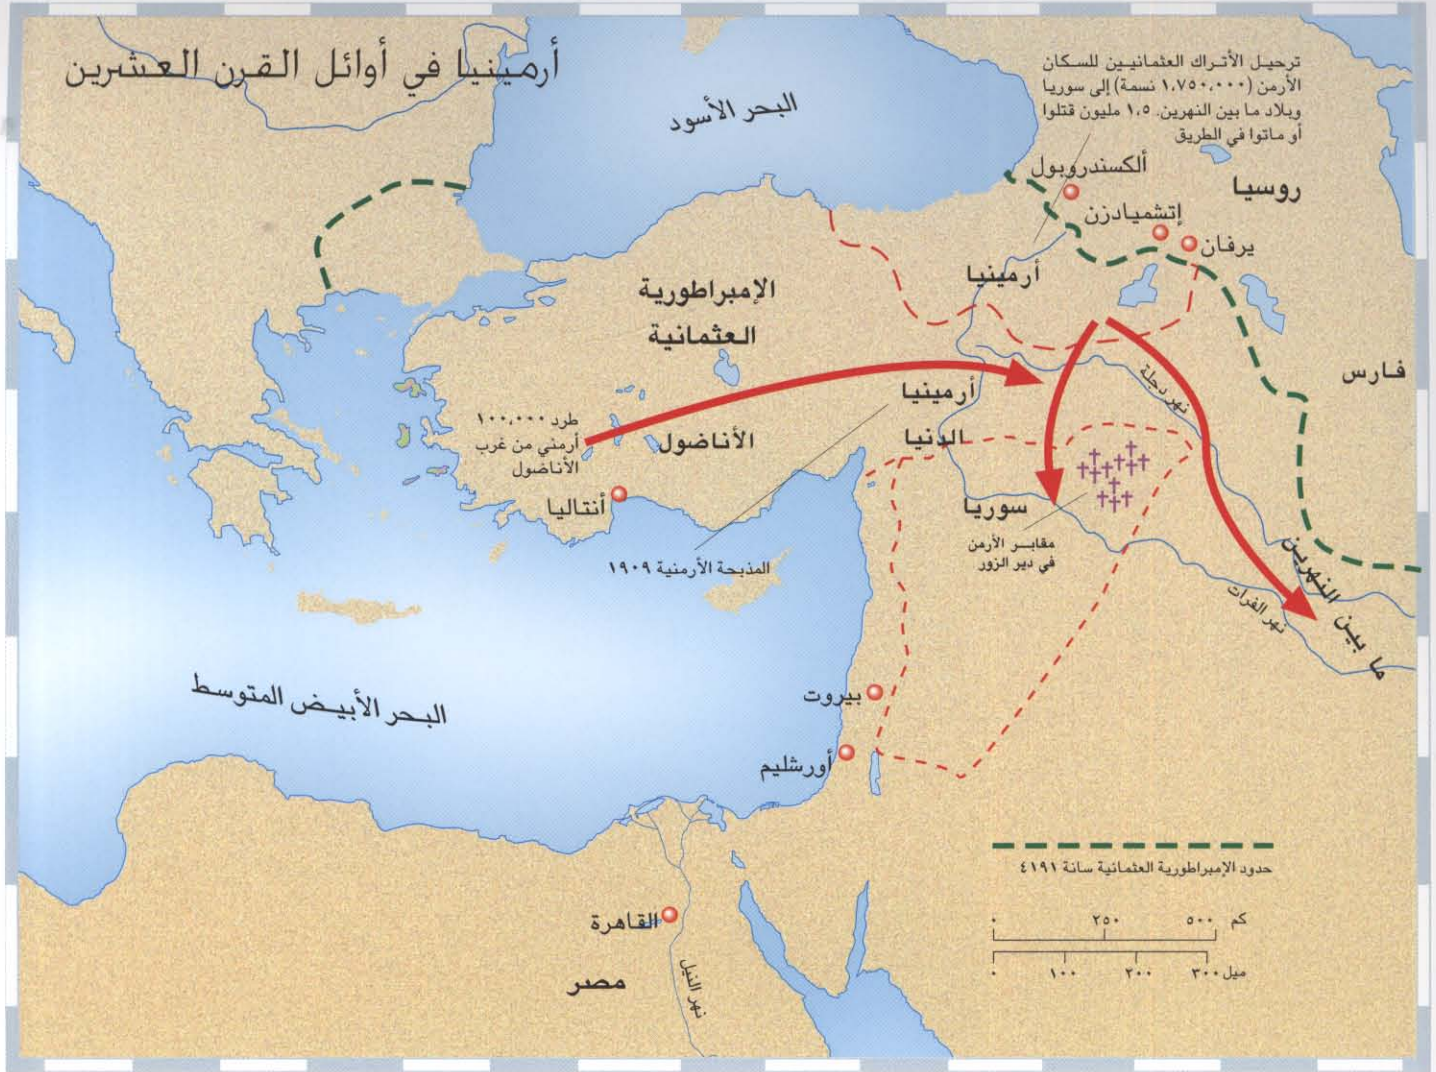 أرمينيا في أوائل القرن العشرين
ترحيل الأتراك العثمانيين للسكان
الأرمن (١،٧٥٠،٠٠٠ نسمة) إلى سوريا
وبلاد ما بين النهرين. ١،٥ مليون قتلوا
أو ماتوا في الطريق
البحر الأسود
ألكسندروبول
روسيا
إتشميادزن
يرفان
أرمينيا
الإمبراطورية
العثمانية
فارس
نهر دجلة
أرمينيا
الدنيا
طرد ١٠٠،٠٠٠
أرمني من غرب
الأناضول
الأناضول
أنتاليا
سوريا
مقابر الأرمن
في دير الزور
المذبحة الأرمنية ١٩٠٩
ما بين النهرين
نهر الفرات
البحر الأبيض المتوسط
بيروت
أورشليم
حدود الإمبراطورية العثمانية سانة ٤١٩١
٠ ٢٥٠ ٥٠٠ كم
٠ ١٠٠ ٢٠٠ ٣٠٠ ميل
القاهرة
مصر
نهر النيل